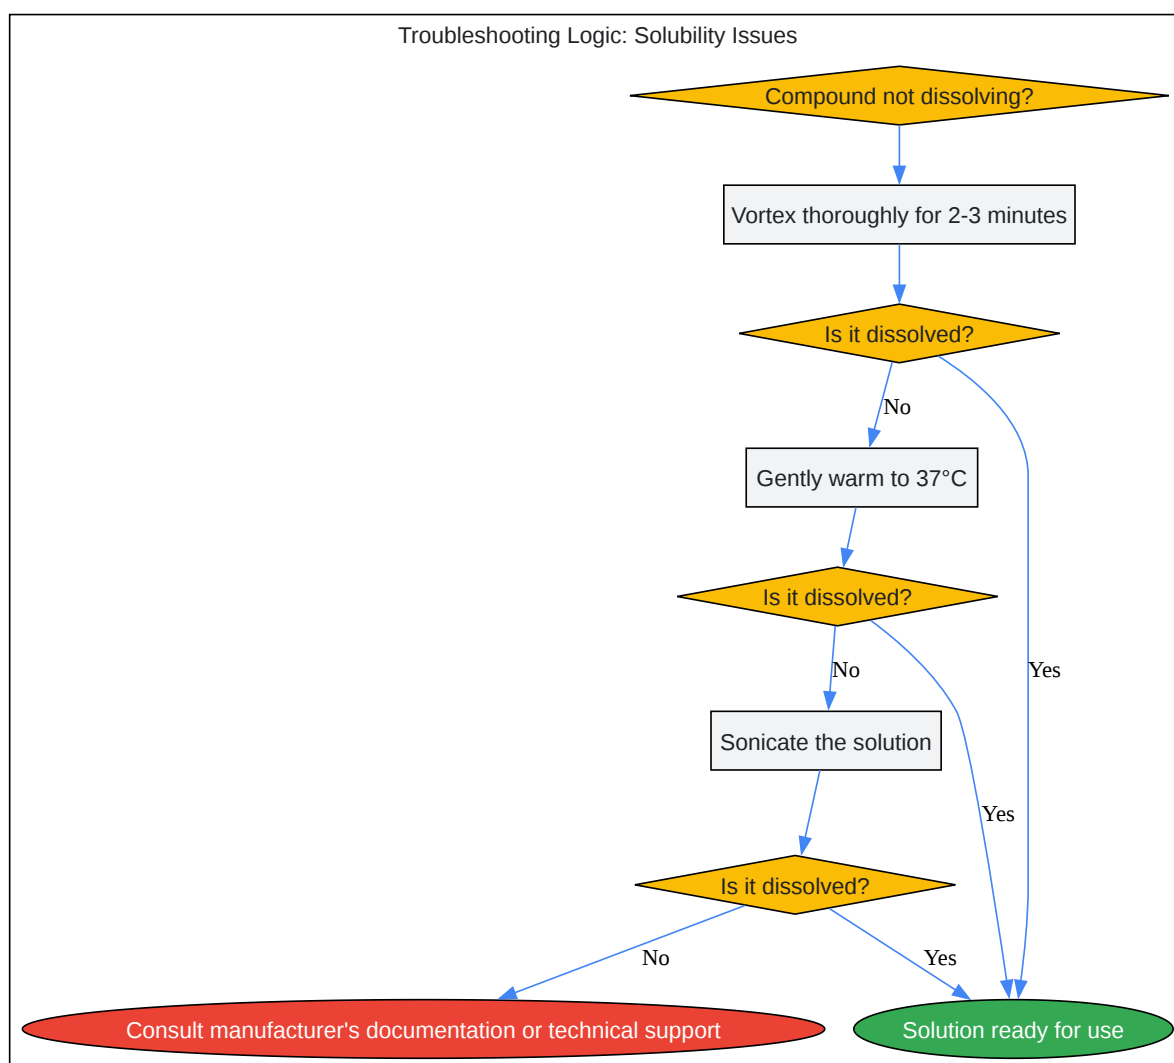 Troubleshooting Logic: Solubility Issues
Compound not dissolving?
Vortex thoroughly for 2-3 minutes
Is it dissolved?
No
Gently warm to 37°C
Is it dissolved?
No
Yes
Sonicate the solution
Yes
Is it dissolved?
No
Yes
Consult manufacturer's documentation or technical support
Solution ready for use